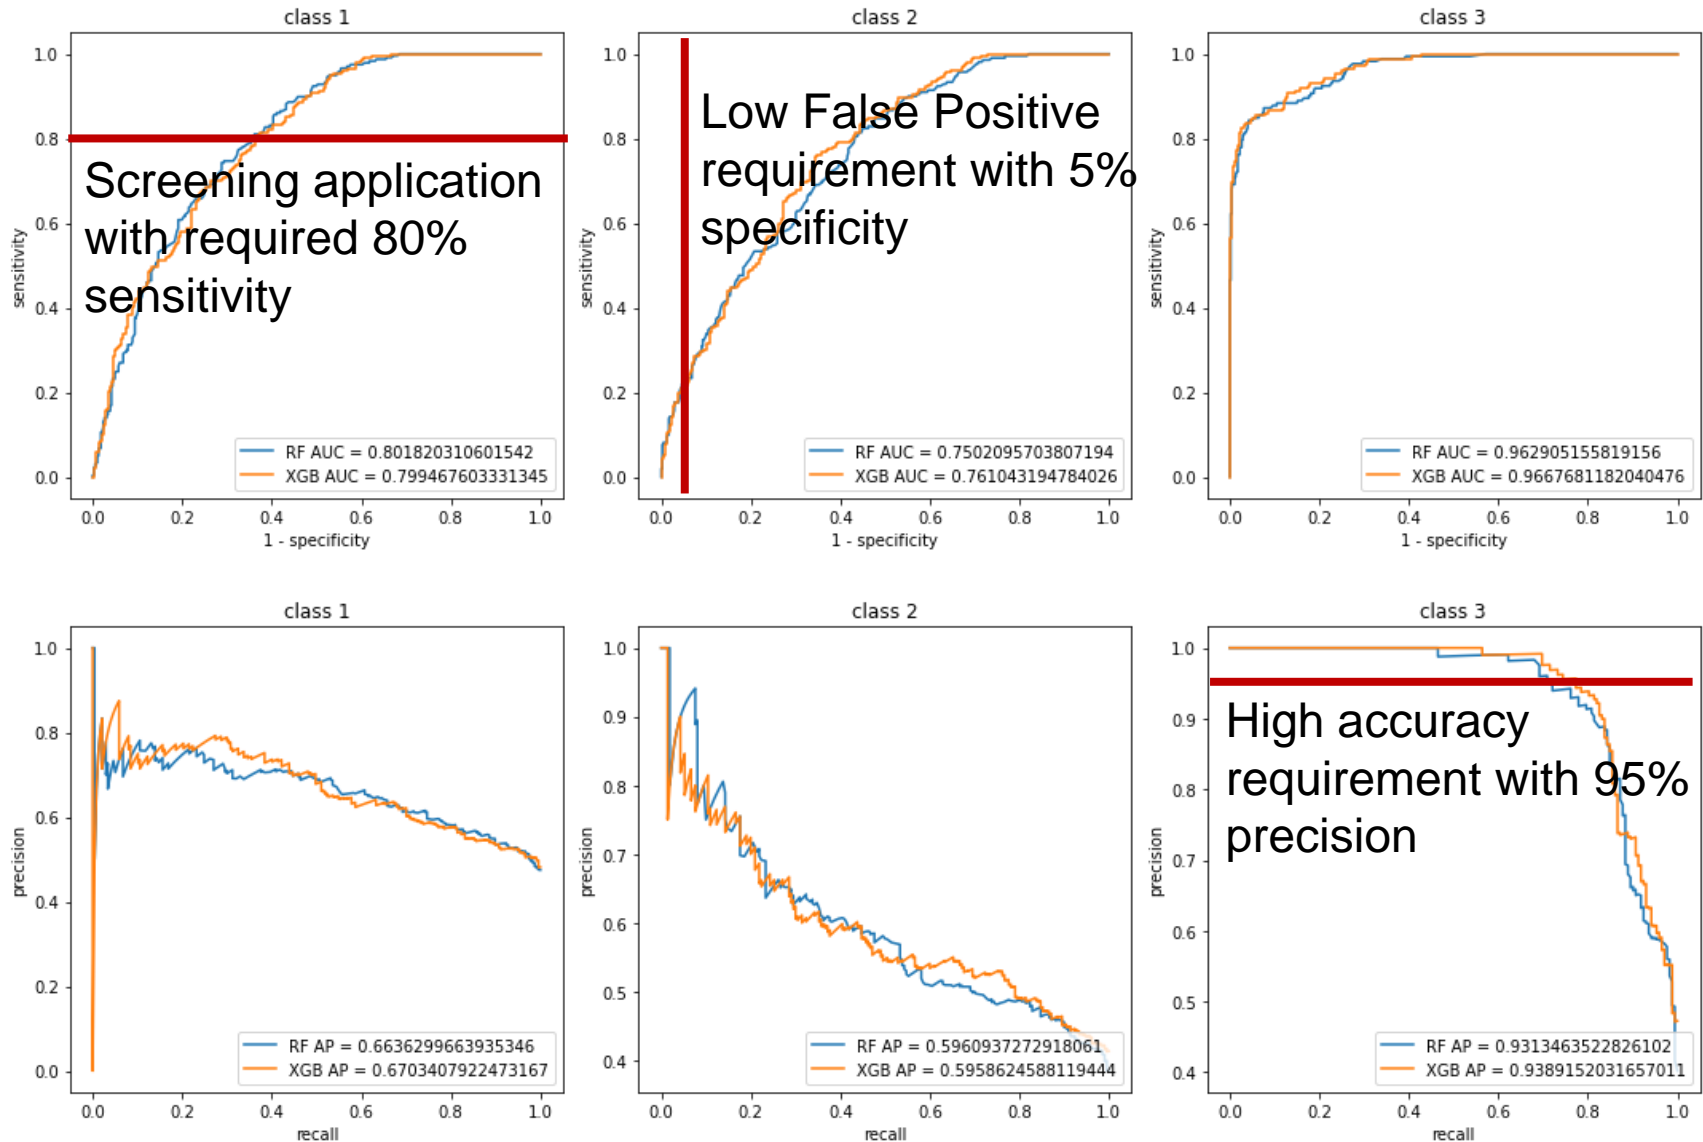 class 1
1.0
0.8
0.6
0.4
0.2
0.0
sensitivity
Screening application
with required 80%
sensitivity
RF AUC = 0.801820310601542
XGB AUC = 0.799467603331345
0.0 0.2 0.4 0.6 0.8 1.0
1 - specificity
class 2
1.0
0.8
0.6
0.4
0.2
0.0
sensitivity
Low False Positive
requirement with 5%
specificity
RF AUC = 0.7502095703807194
XGB AUC = 0.761043194784026
0.0 0.2 0.4 0.6 0.8 1.0
1 - specificity
class 3
1.0
0.8
0.6
0.4
0.2
0.0
sensitivity
RF AUC = 0.962905155819156
XGB AUC = 0.9667681182040476
0.0 0.2 0.4 0.6 0.8 1.0
1 - specificity
class 1
1.0
0.8
0.6
0.4
0.2
0.0
precision
RF AP = 0.6636299663935346
XGB AP = 0.6703407922473167
0.0 0.2 0.4 0.6 0.8 1.0
recall
class 2
1.0
0.9
0.8
0.7
0.6
0.5
0.4
precision
RF AP = 0.5960937272918061
XGB AP = 0.5958624588119444
0.0 0.2 0.4 0.6 0.8 1.0
recall
class 3
1.0
0.9
0.8
0.7
0.6
0.5
0.4
precision
High accuracy
requirement with 95%
precision
RF AP = 0.9313463522826102
XGB AP = 0.9389152031657011
0.0 0.2 0.4 0.6 0.8 1.0
recall